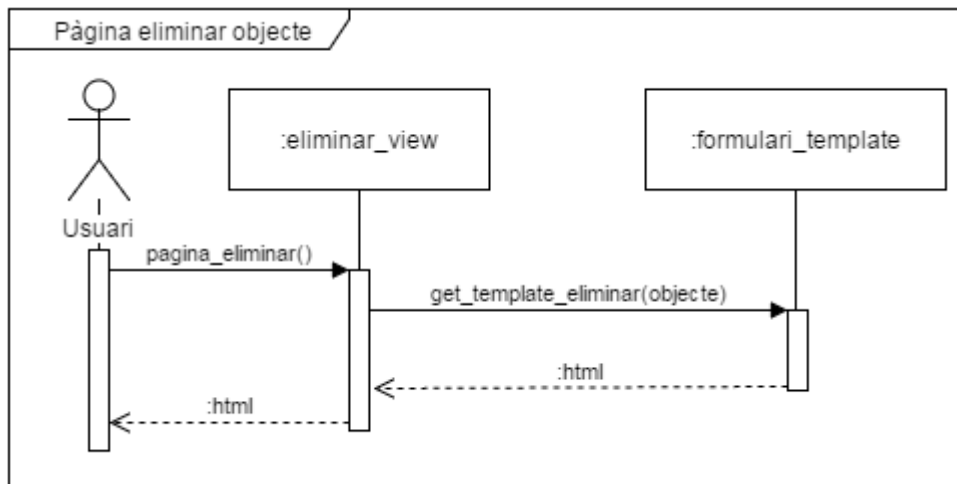 Pàgina eliminar objecte
:eliminar_view
:formulari_template
Usuari
pagina_eliminar()
get_template_eliminar(objecte)
:html
:html